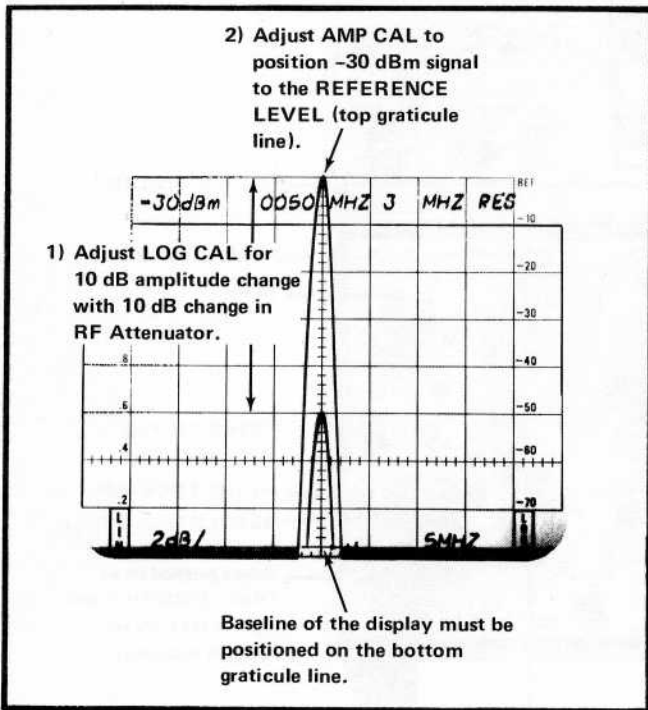 2) Adjust AMP CAL to
position -30 dBm signal
to the REFERENCE
LEVEL (top graticule
line).
-30dBm 0050 MHZ 3 MHZ RES
REF
-10
1) Adjust LOG CAL for
10 dB amplitude change
with 10 dB change in
RF Attenuator.
-20
-30
.8 -40
.6 -50
.4 -60
.2 -70
LIN LOG
2dB/ 5MHZ
Baseline of the display must be
positioned on the bottom
graticule line.